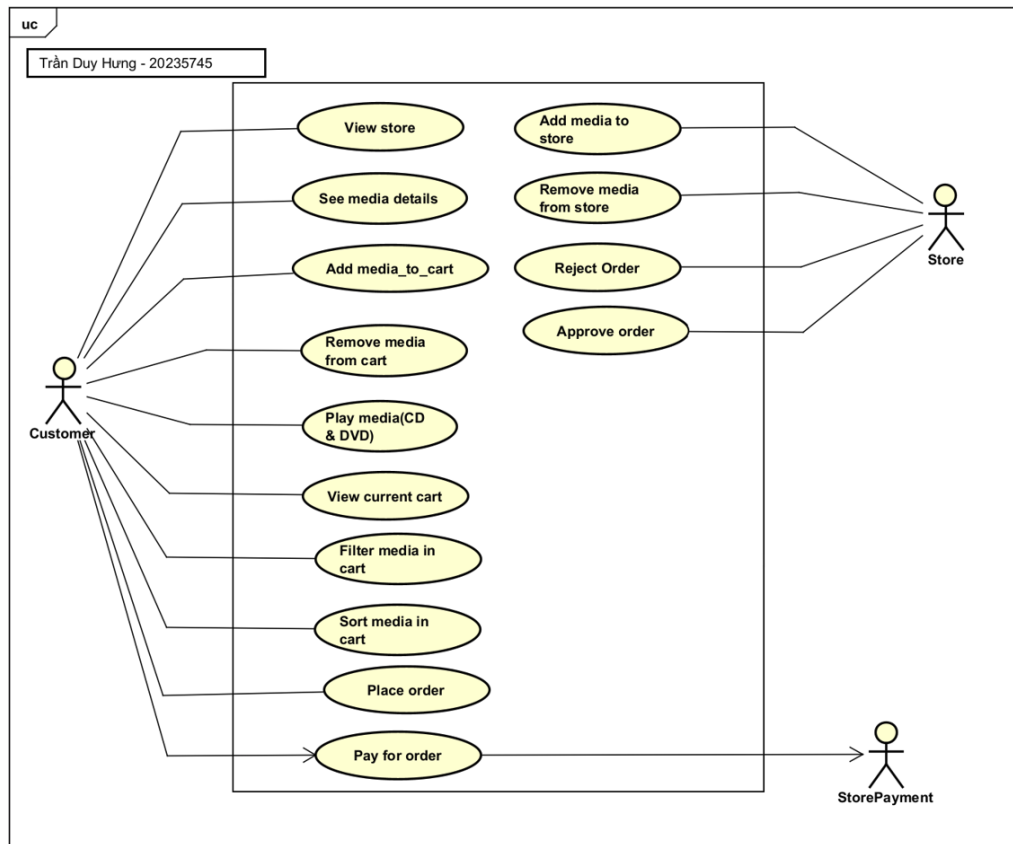 uc
Trần Duy Hưng - 20235745
View store
See media details
Add media_to_cart
Remove media
from cart
Play media(CD
& DVD)
View current cart
Filter media in
cart
Sort media in
cart
Place order
Pay for order
Add media to
store
Remove media
from store
Reject Order
Approve order
Customer
Store
StorePayment